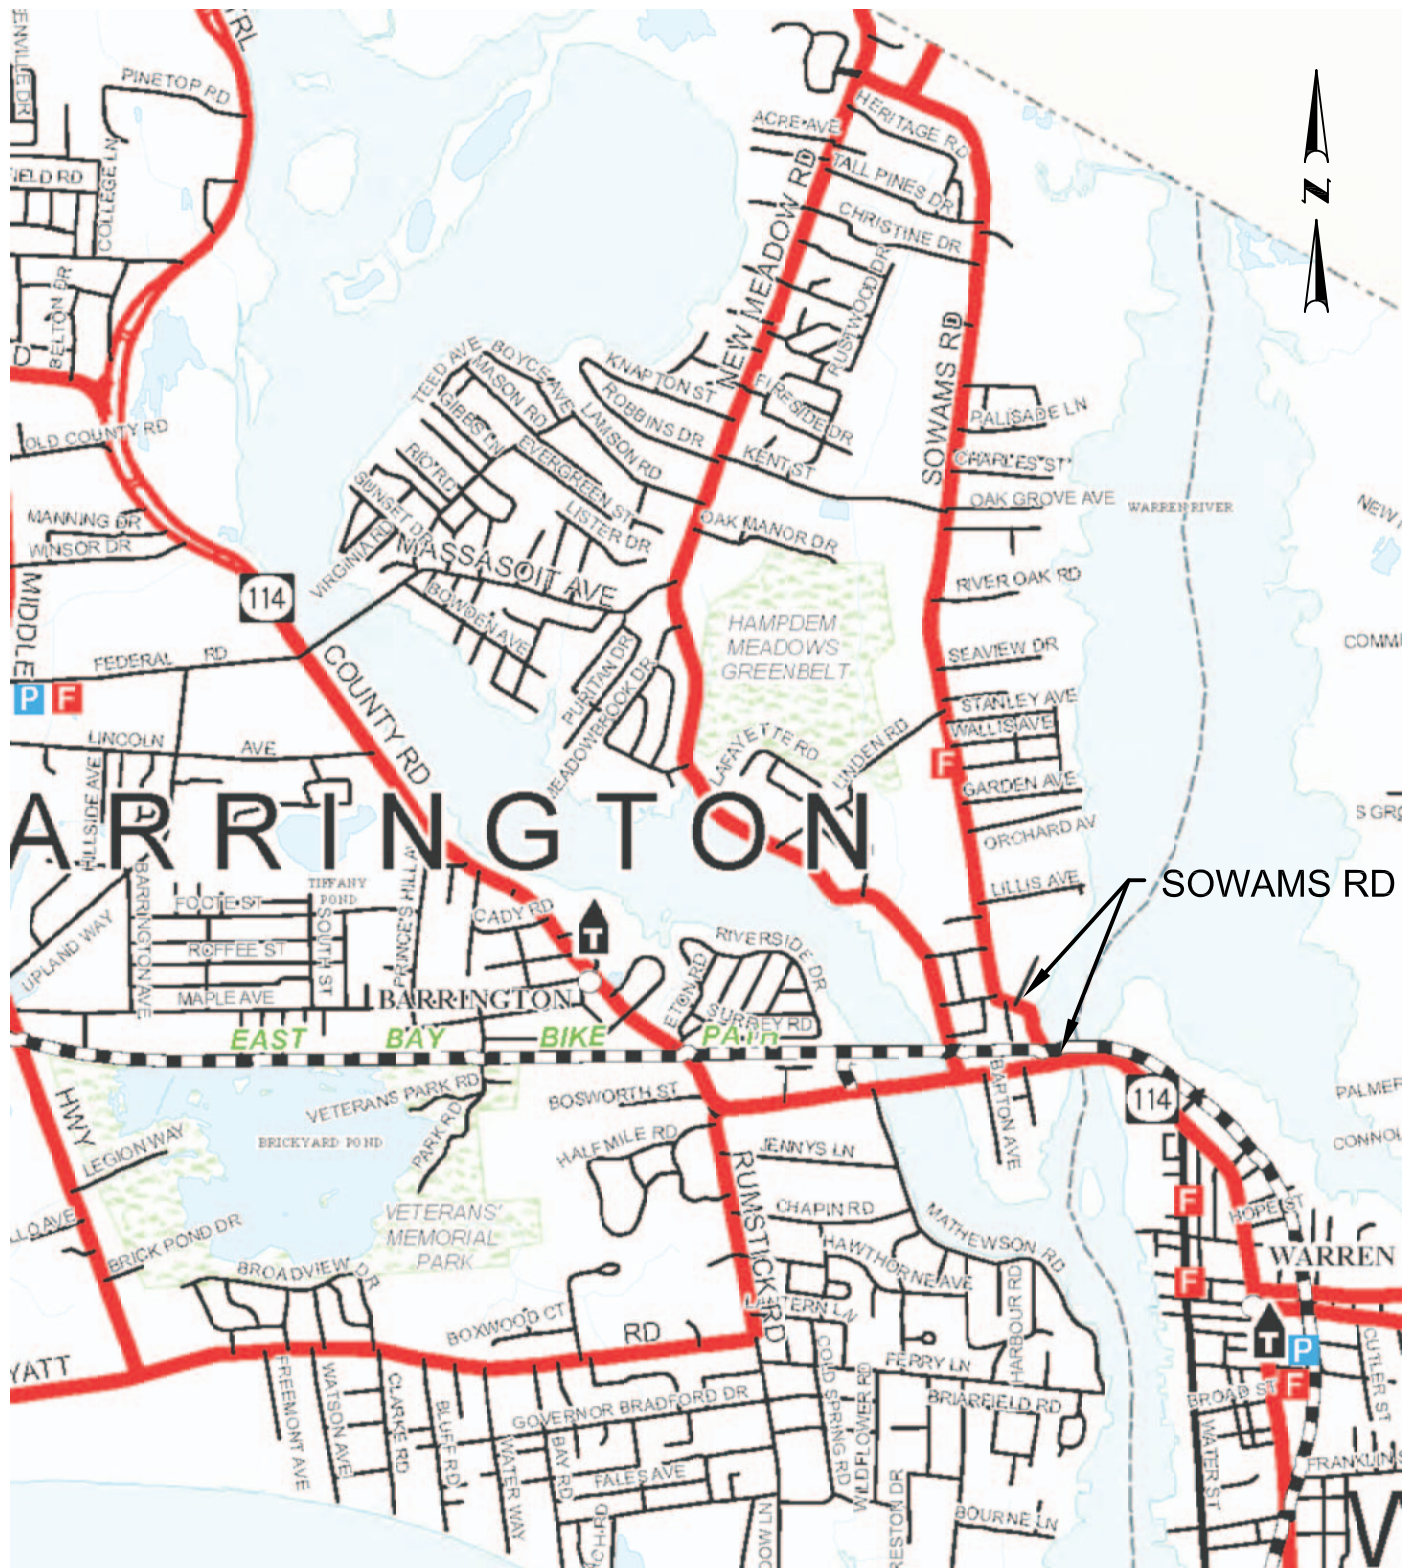 TRL
PINETOP RD
COLLEGE LN
BELTON DR
OLD COUNTY RD
MANNING DR
WINSOR DR
MIDDLE
HWY
P
F
114
FEDERAL RD
COUNTY RD
LINCOLN AVE
HILLSIDE AVE
BARRINGTON AVE
UPLAND WAY
ACRE AVE
HERITAGE RD
TALL PINES DR
CHRISTINE DR
NEW MEADOW RD
RUSTWOOD DR
SOWAMS RD
N
TEED AVE
BOYCE AVE
MASON RD
GIBBS LN
LAMSON RD
EVERGREEN ST
LISTER DR
RIO RD
SUNSET DR
VIRGINIA RD
MASSASOIT AVE
BOWDEN AVE
PURITAN DR
MEADOWBROOK DR
KNAPTON ST
ROBBINS DR
FIRESIDE DR
KENT ST
OAK MANOR DR
PALISADE LN
CHARLES ST
OAK GROVE AVE
WARREN RIVER
RIVER OAK RD
HAMPDEM
MEADOWS
GREENBELT
SEAVIEW DR
STANLEY AVE
WALLIS AVE
F
GARDEN AVE
ORCHARD AV
LILLIS AVE
LAFAYETTE RD
LINDEN RD
ARRINGTON
SOWAMS RD
TIFFANY
POND
FOOTE ST
ROFFEE ST
MAPLE AVE
SOUTH ST
CADY RD
T
BARRINGTON
RIVERSIDE DR
ETON RD
SURREY RD
EAST BAY BIKE PATH
VETERANS PARK RD
PARK RD
BRICKYARD POND
LEGION WAY
BRICK POND DR
BROADVIEW DR
VETERANS'
MEMORIAL
PARK
BOSWORTH ST
HALF MILE RD
RUMSTICK RD
JENNYS LN
CHAPIN RD
HAWTHORNE AVE
MATHEWSON RD
BARTON AVE
114
F
HOPE ST
WARREN
F
T
P
F
BROAD ST
WATER ST
CUTLER ST
LANTERN LN
COLD SPRING RD
WILDFLOWER RD
HARBOUR RD
FERRY LN
BRIARFIELD RD
BOURNE LN
BOXWOOD CT
RD
FREEMONT AVE
WATSON AVE
CLARKE RD
BLUFF RD
WATER WAY
BAY RD
GOVERNOR BRADFORD DR
FALES AVE
YATT